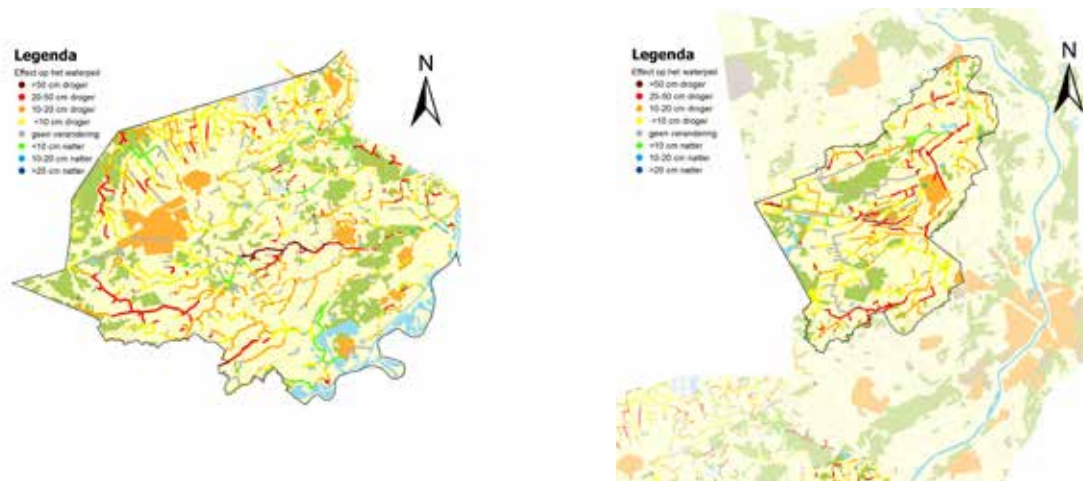 Legenda
Effect op het waterpeil
>50 cm droger
20-50 cm droger
10-20 cm droger
<10 cm droger
geen verandering
<10 cm natter
10-20 cm natter
>20 cm natter
N
Legenda
Effect op het waterpeil
>50 cm droger
20-50 cm droger
10-20 cm droger
<10 cm droger
geen verandering
<10 cm natter
10-20 cm natter
>20 cm natter
N